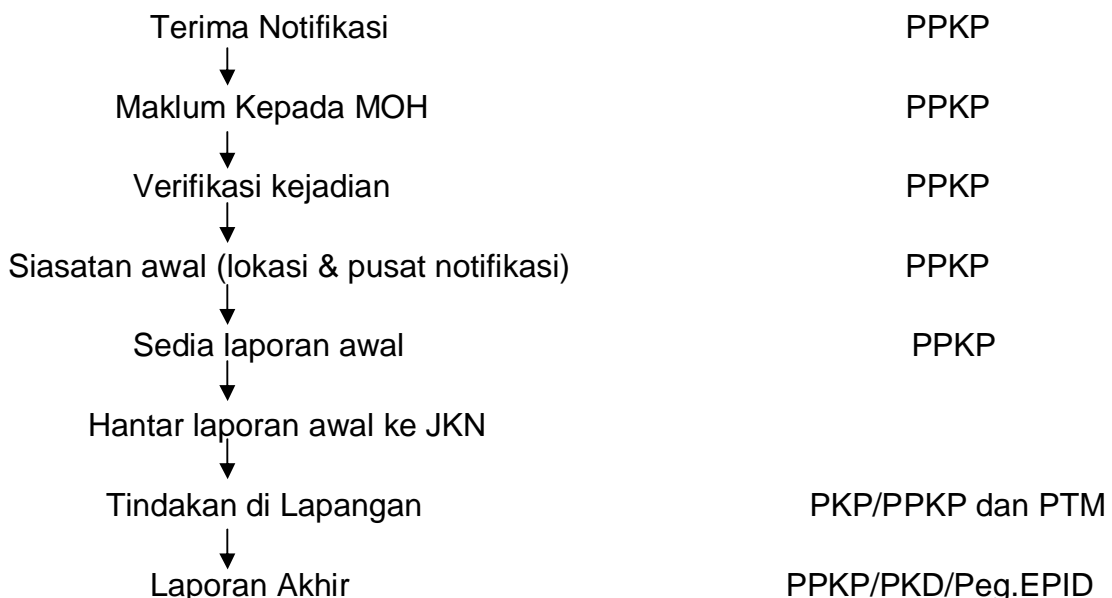 Terima Notifikasi PPKP
Maklum Kepada MOH PPKP
Verifikasi kejadian PPKP
Siasatan awal (lokasi & pusat notifikasi) PPKP
Sedia laporan awal PPKP
Hantar laporan awal ke JKN
Tindakan di Lapangan PKP/PPKP dan PTM
Laporan Akhir PPKP/PKD/Peg.EPID